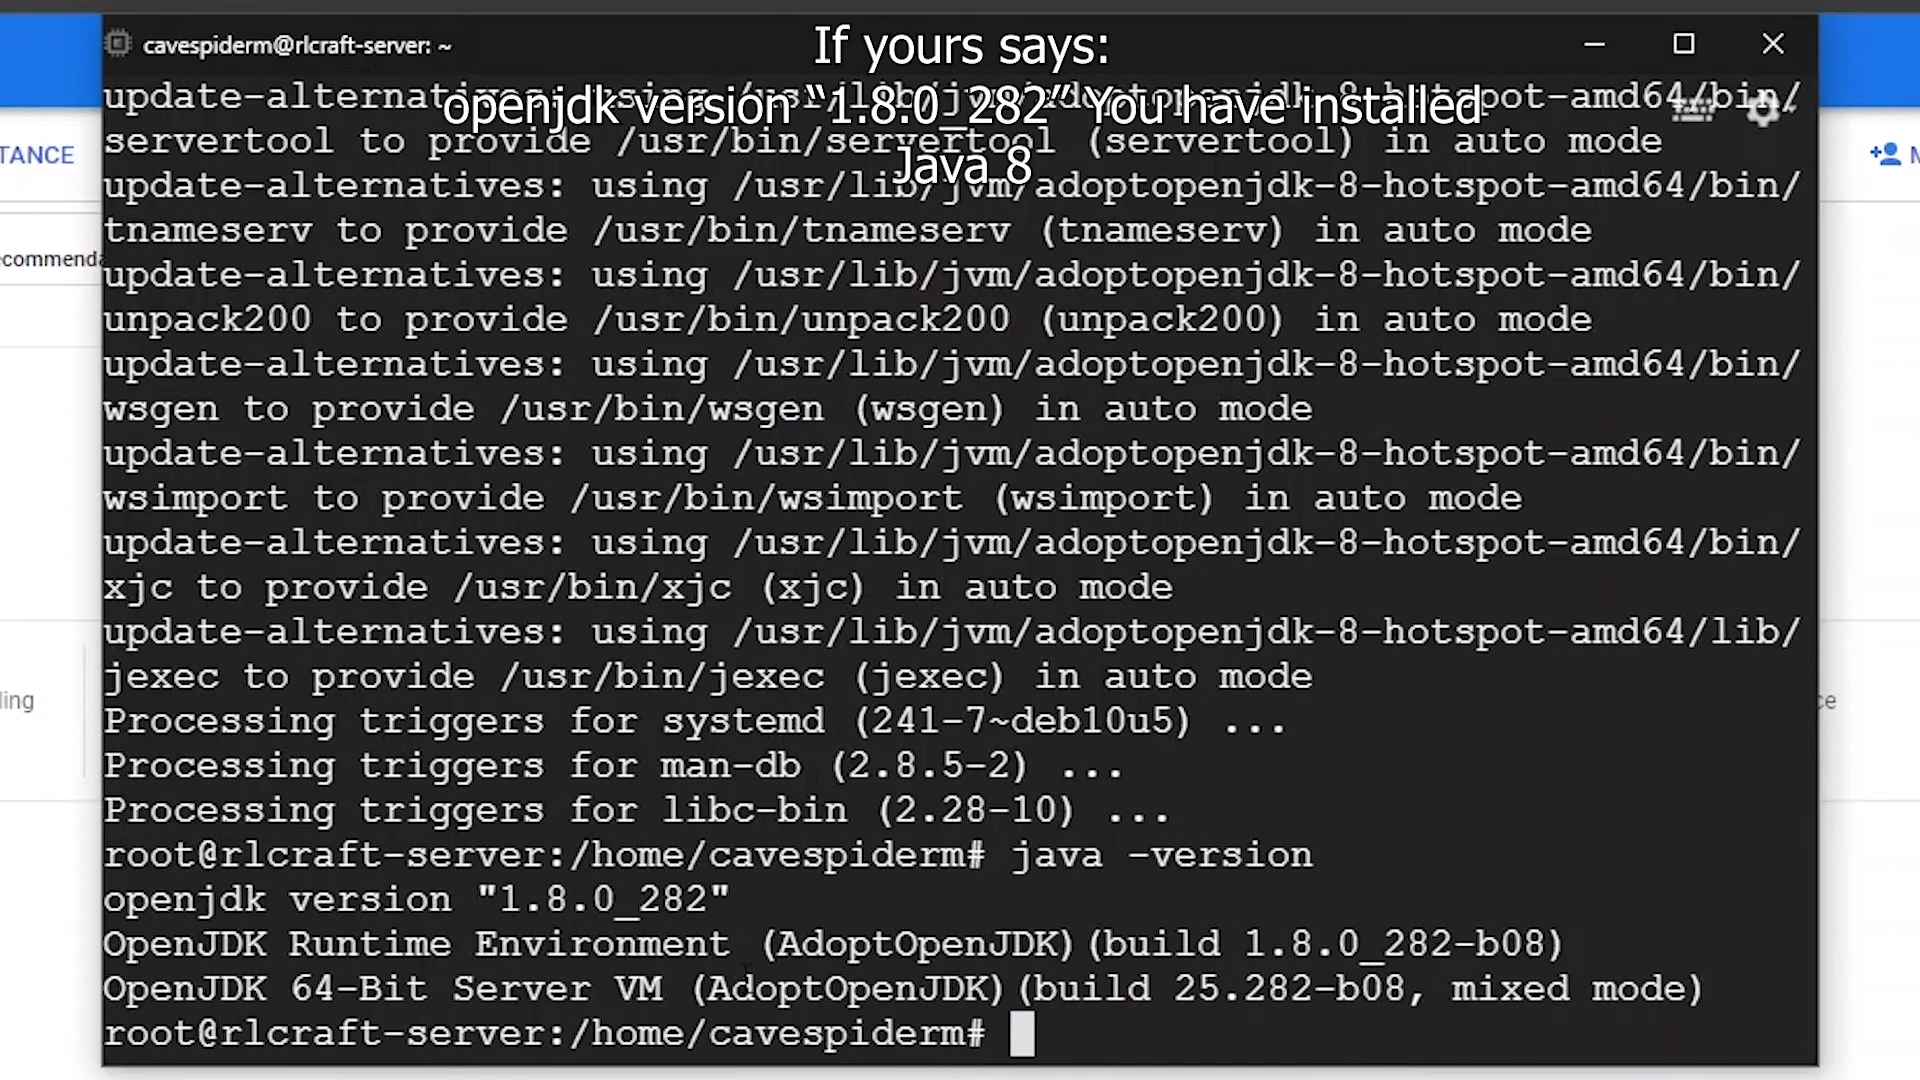 cavespiderm@rlcraft-server: ~
If yours says:
openjdk version “1.8.0_282” You have installed
Java 8
update-alternatives: using /usr/lib/jvm/adoptopenjdk-8-hotspot-amd64/bin/
servertool to provide /usr/bin/servertool (servertool) in auto mode
update-alternatives: using /usr/lib/jvm/adoptopenjdk-8-hotspot-amd64/bin/
tnameserv to provide /usr/bin/tnameserv (tnameserv) in auto mode
update-alternatives: using /usr/lib/jvm/adoptopenjdk-8-hotspot-amd64/bin/
unpack200 to provide /usr/bin/unpack200 (unpack200) in auto mode
update-alternatives: using /usr/lib/jvm/adoptopenjdk-8-hotspot-amd64/bin/
wsgen to provide /usr/bin/wsgen (wsgen) in auto mode
update-alternatives: using /usr/lib/jvm/adoptopenjdk-8-hotspot-amd64/bin/
wsimport to provide /usr/bin/wsimport (wsimport) in auto mode
update-alternatives: using /usr/lib/jvm/adoptopenjdk-8-hotspot-amd64/bin/
xjc to provide /usr/bin/xjc (xjc) in auto mode
update-alternatives: using /usr/lib/jvm/adoptopenjdk-8-hotspot-amd64/lib/
jexec to provide /usr/bin/jexec (jexec) in auto mode
Processing triggers for systemd (241-7~deb10u5) ...
Processing triggers for man-db (2.8.5-2) ...
Processing triggers for libc-bin (2.28-10) ...
root@rlcraft-server:/home/cavespiderm# java -version
openjdk version "1.8.0_282"
OpenJDK Runtime Environment (AdoptOpenJDK)(build 1.8.0_282-b08)
OpenJDK 64-Bit Server VM (AdoptOpenJDK)(build 25.282-b08, mixed mode)
root@rlcraft-server:/home/cavespiderm#
TANCE
commenda
ling
ce
M